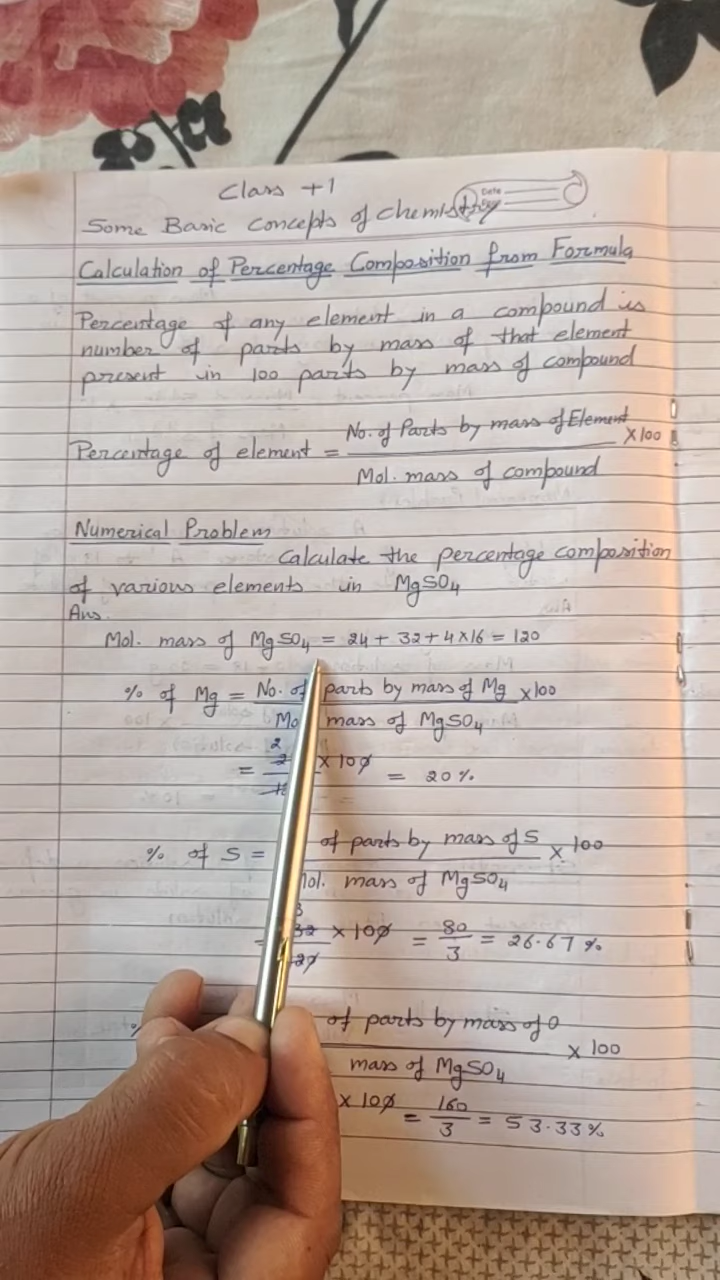 Class +1
Date
Some Basic Concepts of Chemistry
Calculation of Percentage Composition from Formula
Percentage of any element in a compound is
number of parts by mass of that element
present in 100 parts by mass of compound
No. of Parts by mass of Element
Percentage of element = ×100
Mol. mass of compound
Numerical Problem
Calculate the percentage composition
of various elements in MgSO4
Ans.
Mol. mass of MgSO4 = 24 + 32 + 4×16 = 120
% of Mg = No. of parts by mass of Mg ×100
mass of MgSO4
2
= × 100 = 20%
% of S = of parts by mass of S × 100
Mol. mass of MgSO4
32 × 100 = 80/3 = 26.67 %
of parts by mass of O × 100
mass of MgSO4
× 100 = 160/3 = 53.33%